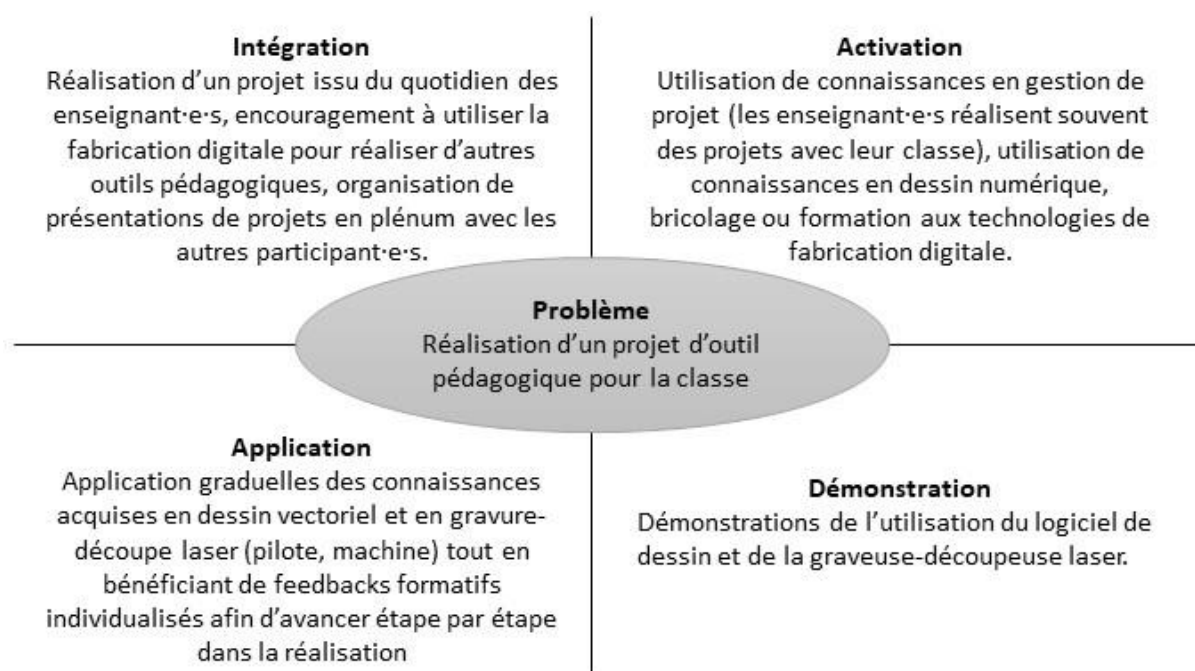 Intégration
Réalisation d’un projet issu du quotidien des
enseignant·e·s, encouragement à utiliser la
fabrication digitale pour réaliser d’autres
outils pédagogiques, organisation de
présentations de projets en plénum avec les
autres participant·e·s.
Activation
Utilisation de connaissances en gestion de
projet (les enseignant·e·s réalisent souvent
des projets avec leur classe), utilisation de
connaissances en dessin numérique,
bricolage ou formation aux technologies de
fabrication digitale.
Problème
Réalisation d’un projet d’outil
pédagogique pour la classe
Application
Application graduelles des connaissances
acquises en dessin vectoriel et en gravure-
découpe laser (pilote, machine) tout en
bénéficiant de feedbacks formatifs
individualisés afin d’avancer étape par étape
dans la réalisation
Démonstration
Démonstrations de l’utilisation du logiciel de
dessin et de la graveuse-découpeuse laser.